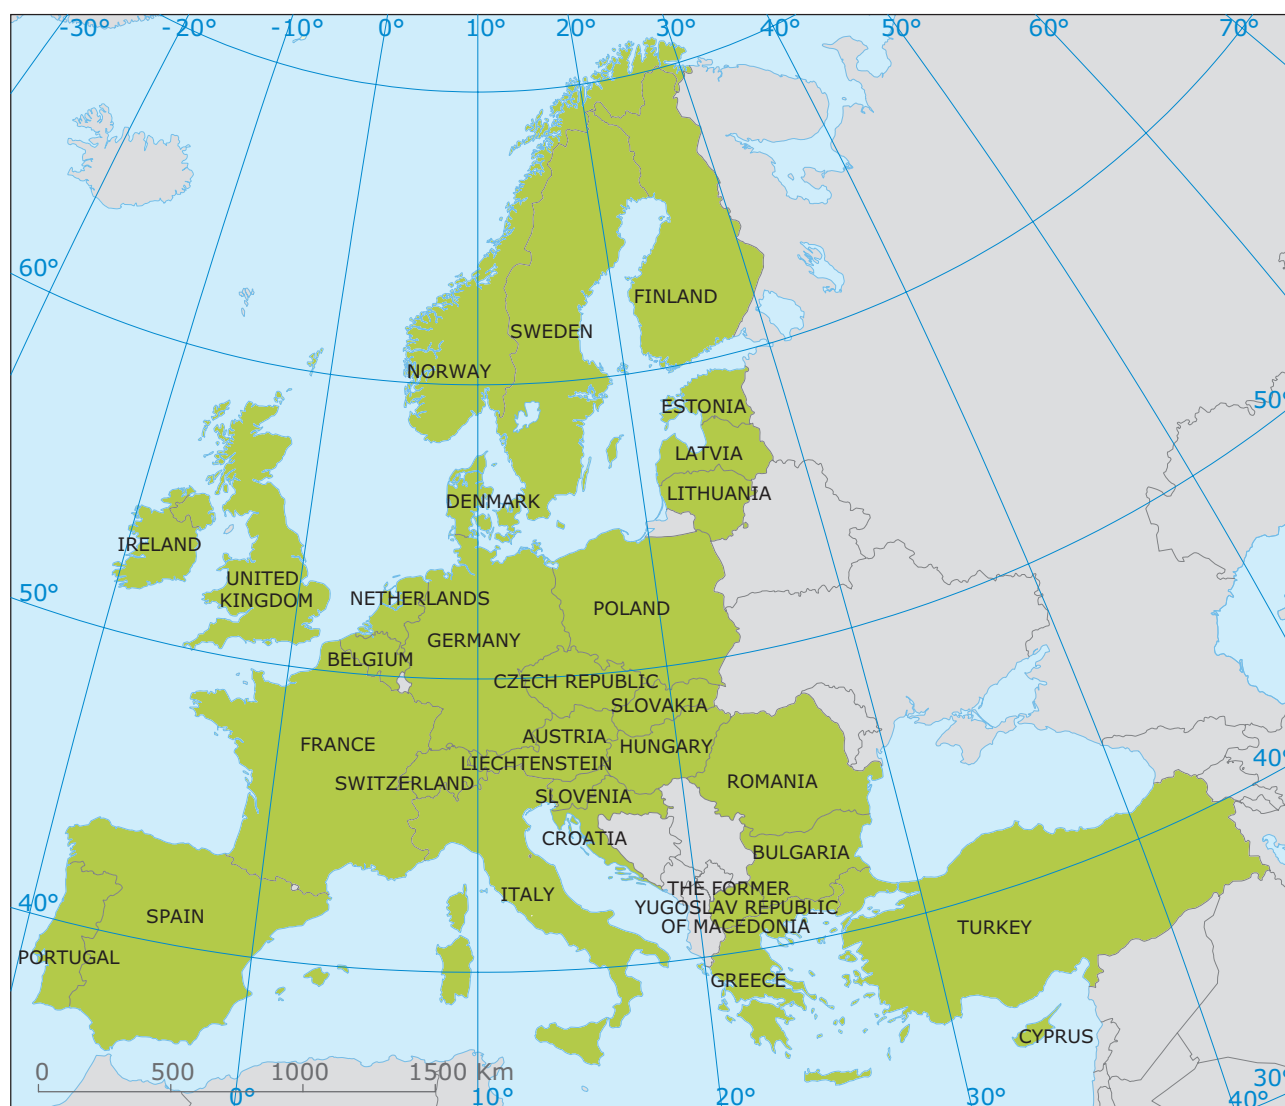 -30°
-20°
-10°
0°
10°
20°
30°
40°
50°
60°
70°
60°
50°
40°
50°
40°
30°
FINLAND
SWEDEN
NORWAY
ESTONIA
LATVIA
LITHUANIA
DENMARK
IRELAND
UNITED
KINGDOM
NETHERLANDS
POLAND
GERMANY
BELGIUM
CZECH REPUBLIC
SLOVAKIA
AUSTRIA
FRANCE
HUNGARY
LIECHTENSTEIN
SWITZERLAND
ROMANIA
SLOVENIA
CROATIA
BULGARIA
ITALY
THE FORMER
YUGOSLAV REPUBLIC
OF MACEDONIA
SPAIN
TURKEY
PORTUGAL
GREECE
CYPRUS
0
500
1000
1500 Km
0°
10°
20°
30°
40°